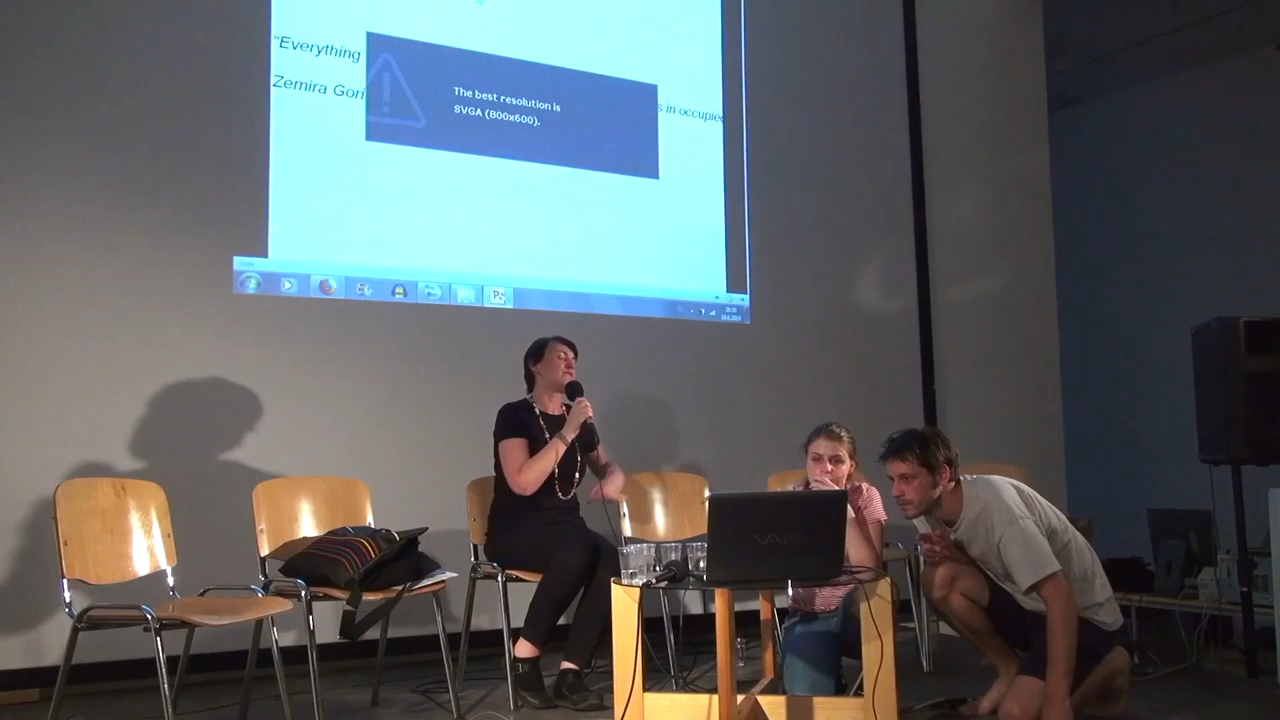 “Everything
Zemira Gori
s in occupied
The best resolution is
SVGA (800x600).
VAIO